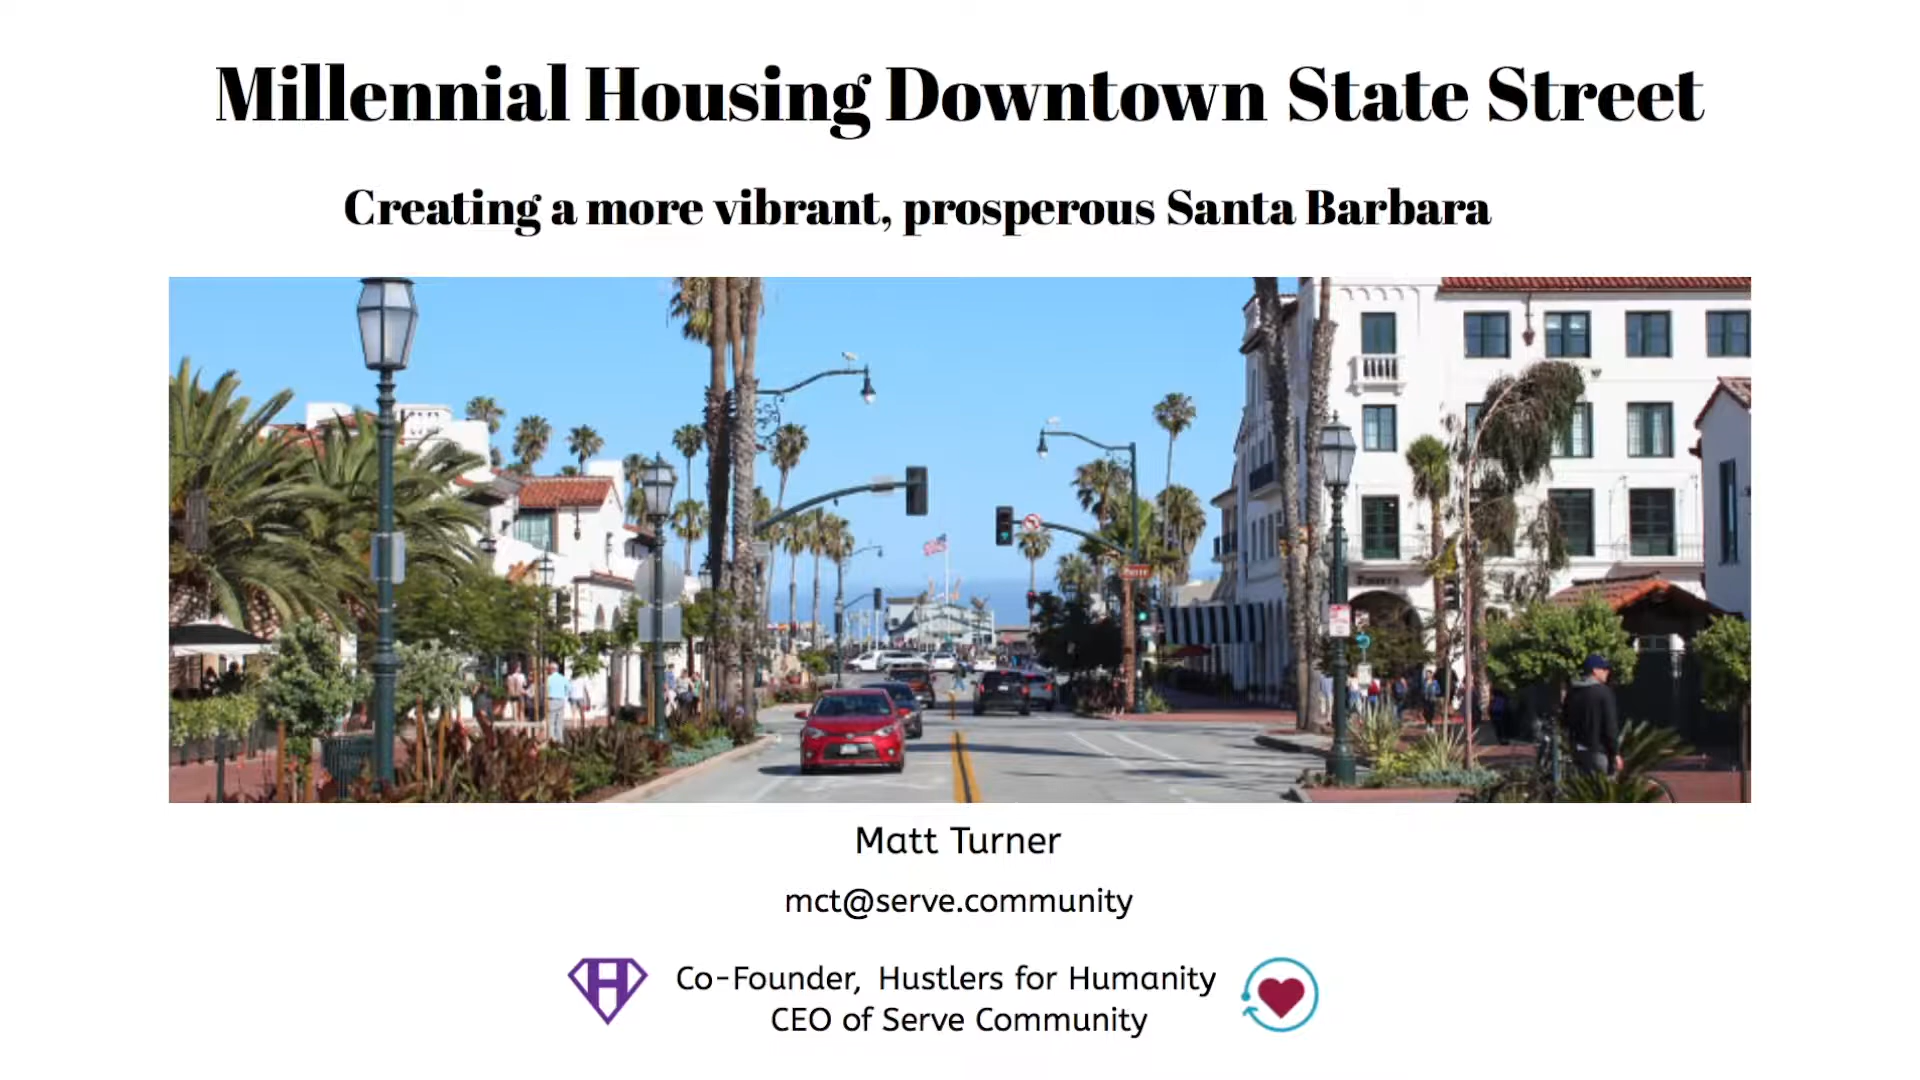 Millennial Housing Downtown State Street
Creating a more vibrant, prosperous Santa Barbara
Matt Turner
mct@serve.community
H
Co-Founder, Hustlers for Humanity
CEO of Serve Community